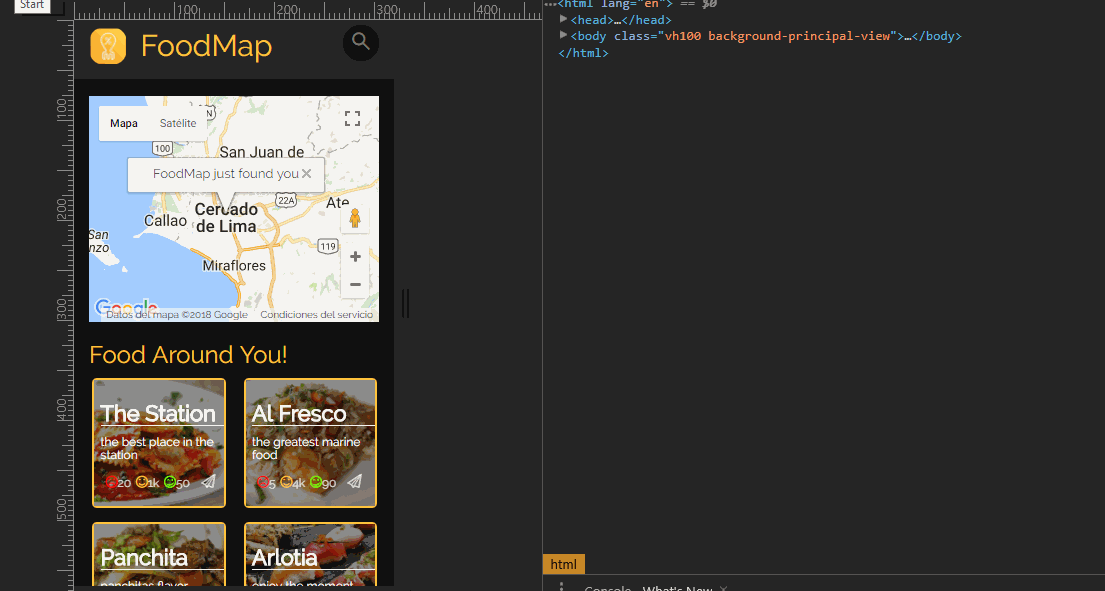 Start
100
200
300
400
FoodMap
100
200
300
400
500
Mapa
Satélite
N
100
San Juan de
FoodMap just found you ×
22A
Ate
Cercado
de Lima
Callao
San
nzo
119
Miraflores
+
−
Google
Datos del mapa ©2018 Google
Condiciones del servicio
Food Around You!
The Station
the best place in the
station
20 1k 50
Al Fresco
the greatest marine
food
5 4k 90
Panchita
panchitas flavor
Arlotia
enjoy the moment
…<html lang="en"> == $0
▶<head>…</head>
▶<body class="vh100 background-principal-view">…</body>
</html>
html
Console What's New ×